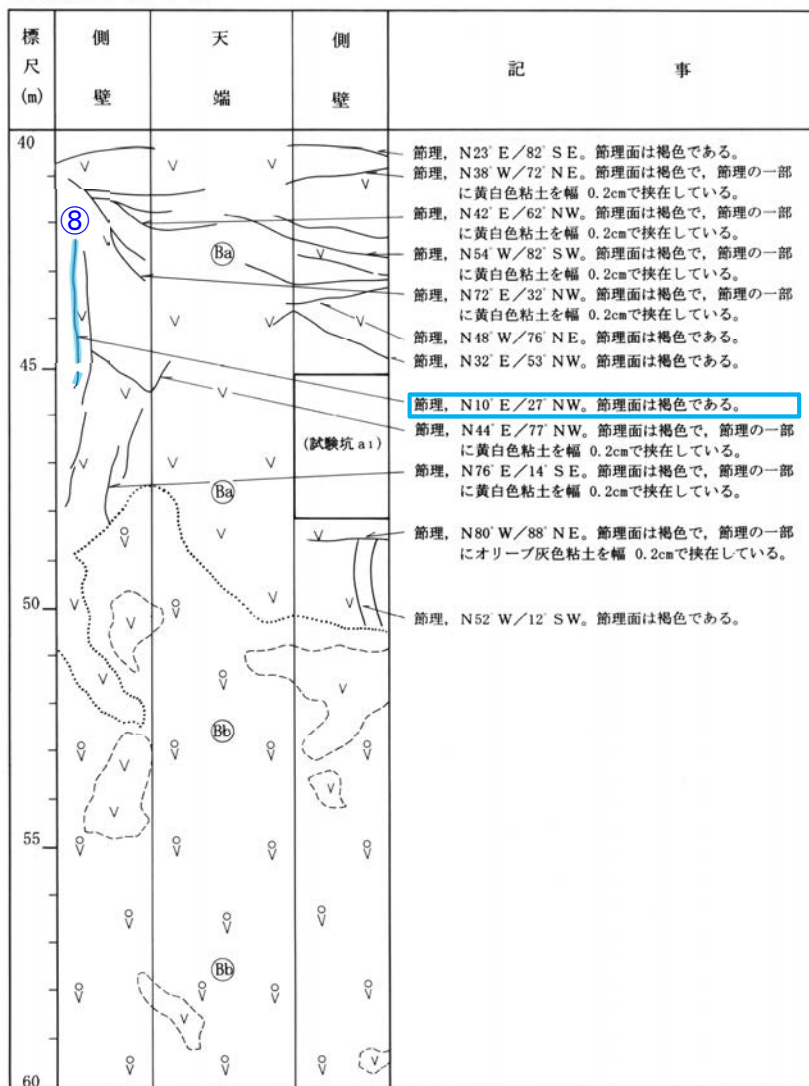 標尺(m)
側壁
天端
側壁
記事
40
節理, N23°E/82°SE。節理面は褐色である。
節理, N38°W/72°NE。節理面は褐色で, 節理の一部
に黄白色粘土を幅 0.2cmで挟在している。
⑧
節理, N42°E/62°NW。節理面は褐色で, 節理の一部
に黄白色粘土を幅 0.2cmで挟在している。
Ba
節理, N54°W/82°SW。節理面は褐色で, 節理の一部
に黄白色粘土を幅 0.2cmで挟在している。
節理, N72°E/32°NW。節理面は褐色で, 節理の一部
に黄白色粘土を幅 0.2cmで挟在している。
節理, N48°W/76°NE。節理面は褐色である。
節理, N32°E/53°NW。節理面は褐色である。
45
節理, N10°E/27°NW。節理面は褐色である。
節理, N44°E/77°NW。節理面は褐色で, 節理の一部
に黄白色粘土を幅 0.2cmで挟在している。
(試験坑a1)
節理, N76°E/14°SE。節理面は褐色で, 節理の一部
に黄白色粘土を幅 0.2cmで挟在している。
Ba
節理, N80°W/88°NE。節理面は褐色で, 節理の一部
にオリーブ灰色粘土を幅 0.2cmで挟在している。
50
節理, N52°W/12°SW。節理面は褐色である。
Bb
55
Bb
60